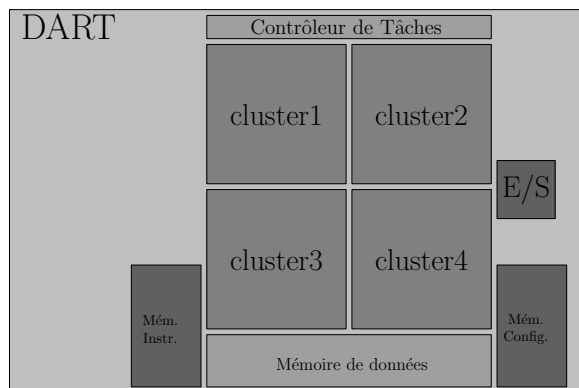 DART
Contrôleur de Tâches
cluster1
cluster2
E/S
cluster3
cluster4
Mém.
Instr.
Mém.
Config.
Mémoire de données